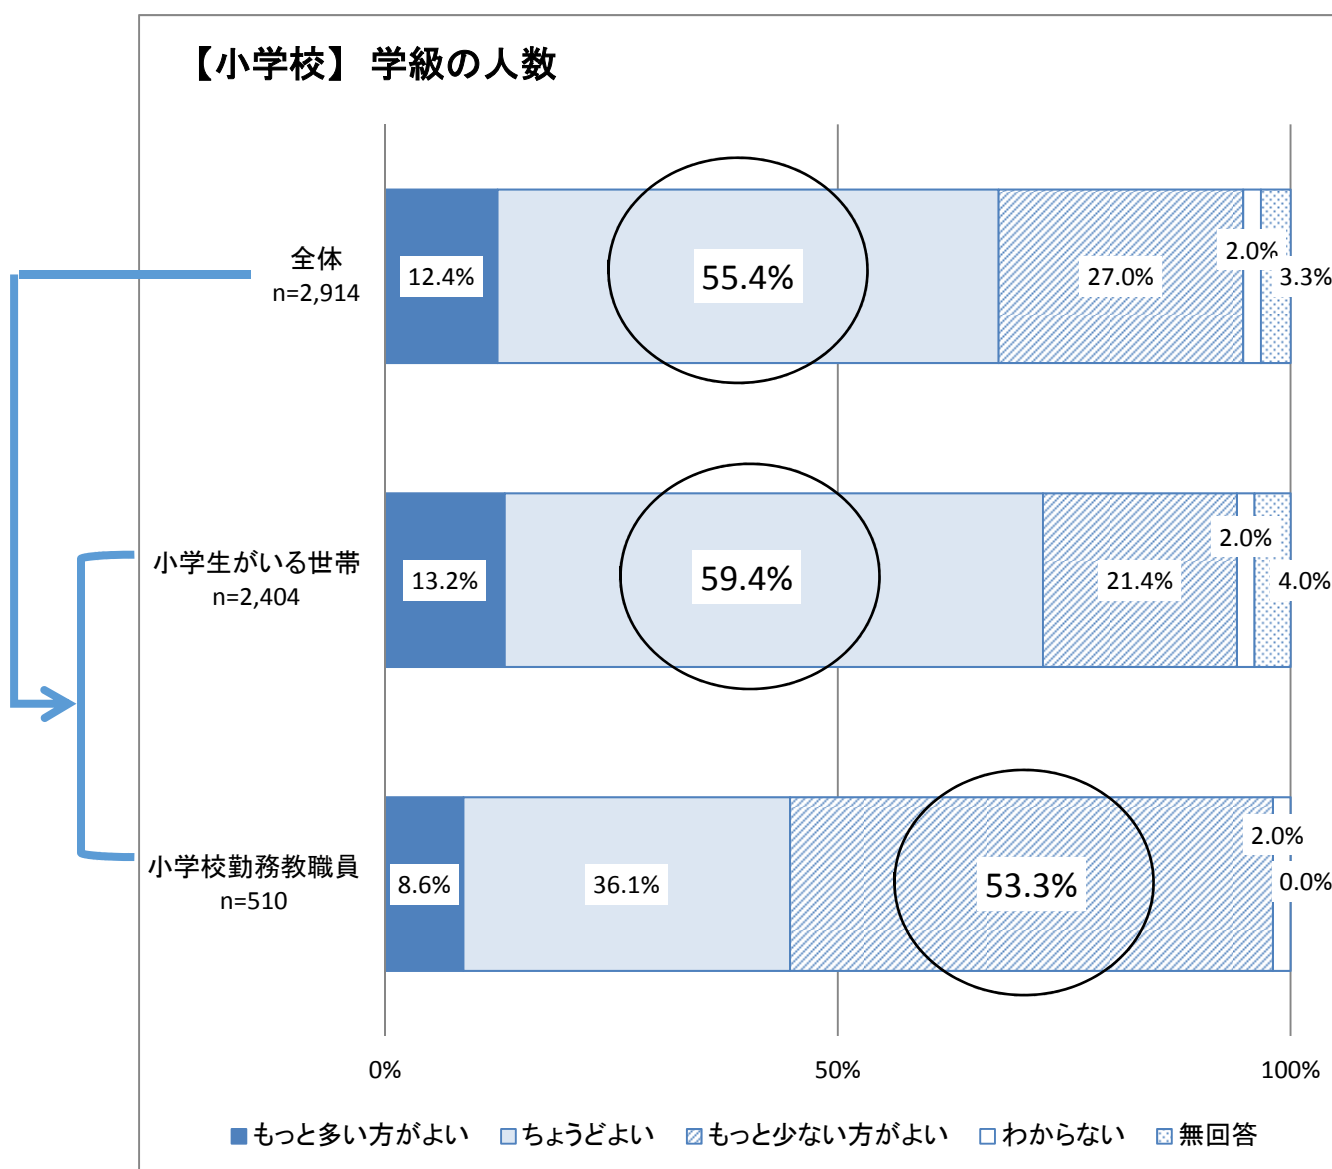 【小学校】 学級の人数
全体
n=2,914
12.4%
55.4%
27.0%
2.0%
3.3%
小学生がいる世帯
n=2,404
13.2%
59.4%
21.4%
2.0%
4.0%
小学校勤務教職員
n=510
8.6%
36.1%
53.3%
2.0%
0.0%
0% 50% 100%
もっと多い方がよい ちょうどよい もっと少ない方がよい わからない 無回答